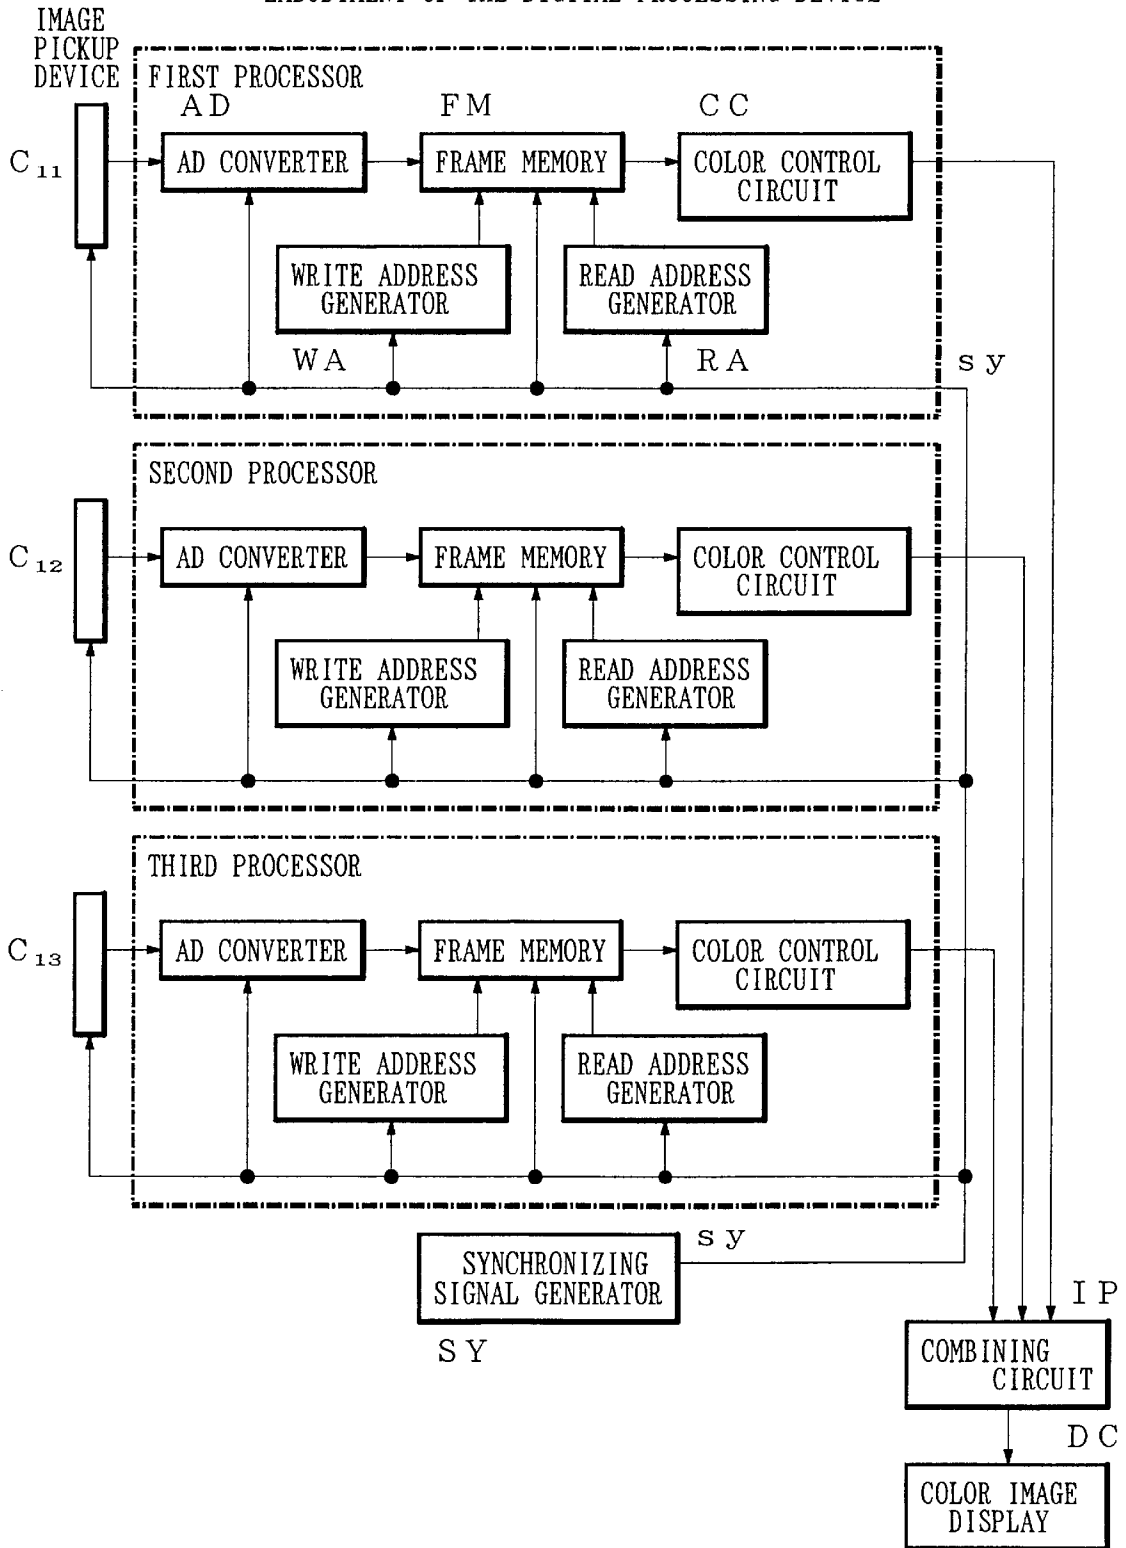 IMAGE
PICKUP
DEVICE
FIRST PROCESSOR
AD
FM
CC
C11
AD CONVERTER
FRAME MEMORY
COLOR CONTROL
CIRCUIT
WRITE ADDRESS
GENERATOR
READ ADDRESS
GENERATOR
WA
RA
sy
SECOND PROCESSOR
C12
AD CONVERTER
FRAME MEMORY
COLOR CONTROL
CIRCUIT
WRITE ADDRESS
GENERATOR
READ ADDRESS
GENERATOR
THIRD PROCESSOR
C13
AD CONVERTER
FRAME MEMORY
COLOR CONTROL
CIRCUIT
WRITE ADDRESS
GENERATOR
READ ADDRESS
GENERATOR
sy
SYNCHRONIZING
SIGNAL GENERATOR
SY
IP
COMBINING
CIRCUIT
DC
COLOR IMAGE
DISPLAY